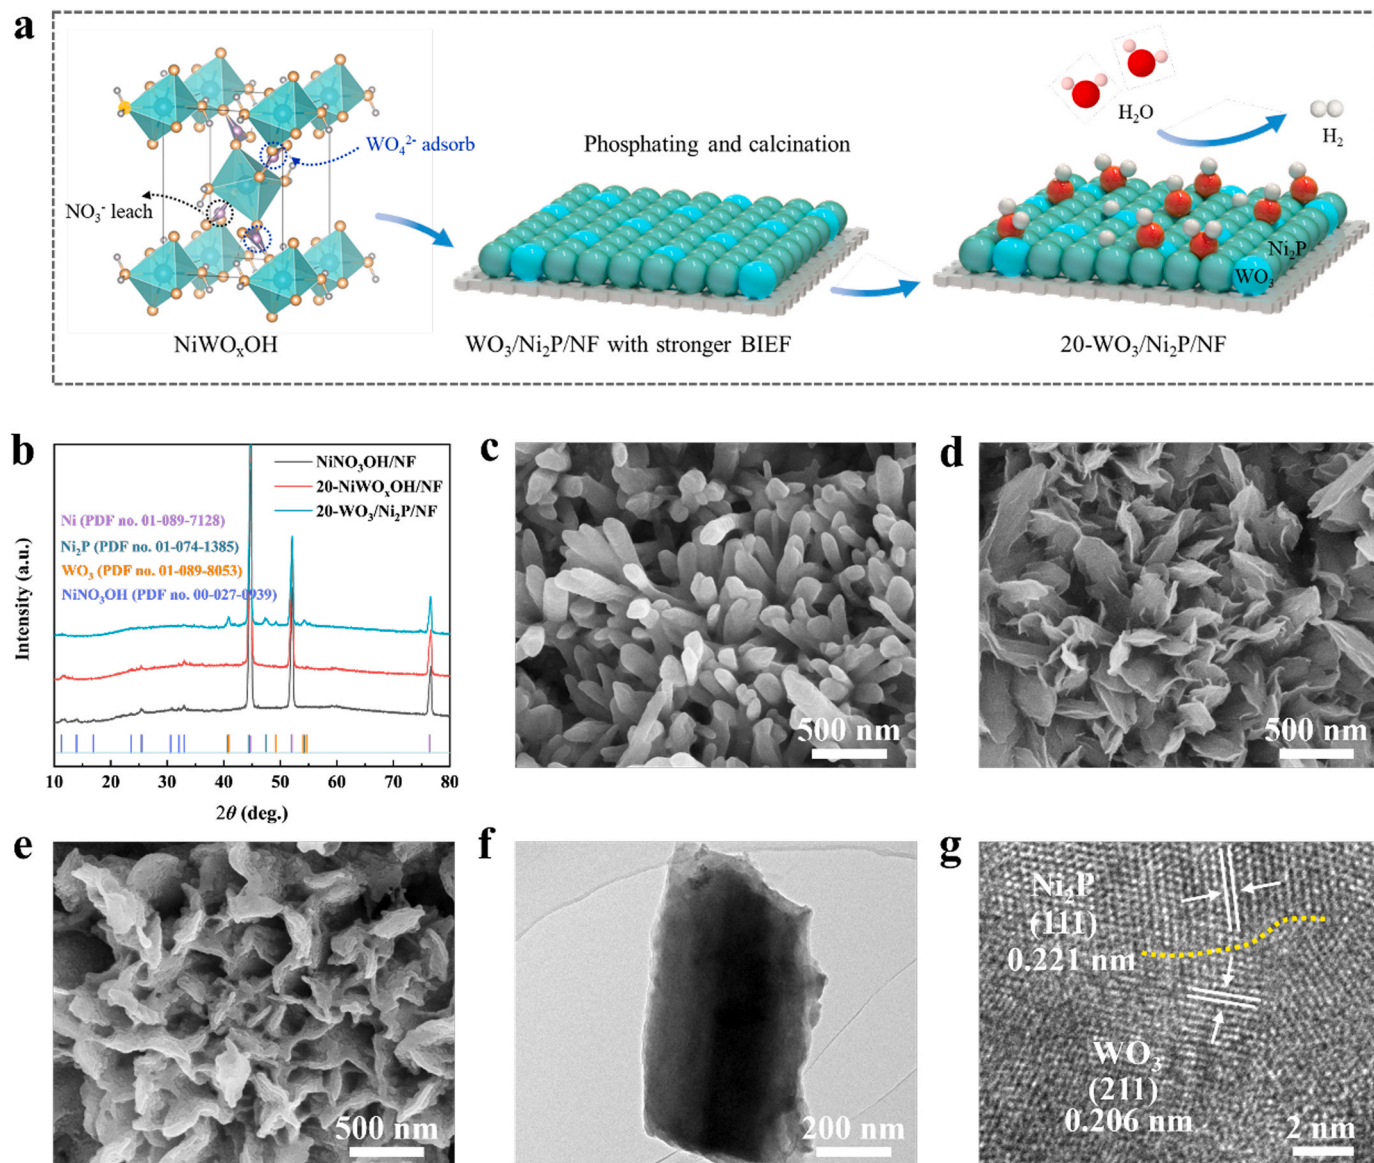 a
H₂O
H₂
WO₄²⁻ adsorb
Phosphating and calcination
NO₃⁻ leach
Ni₂P
WO₃
NiWOₓOH
WO₃/Ni₂P/NF with stronger BIEF
20-WO₃/Ni₂P/NF
b
NiNO₃OH/NF
20-NiWOₓOH/NF
20-WO₃/Ni₂P/NF
Ni (PDF no. 01-089-7128)
Ni₂P (PDF no. 01-074-1385)
WO₃ (PDF no. 01-089-8053)
NiNO₃OH (PDF no. 00-027-0939)
Intensity (a.u.)
10 20 30 40 50 60 70 80
2θ (deg.)
c
500 nm
d
500 nm
e
500 nm
f
200 nm
g
Ni₂P
(111)
0.221 nm
WO₃
(211)
0.206 nm
2 nm